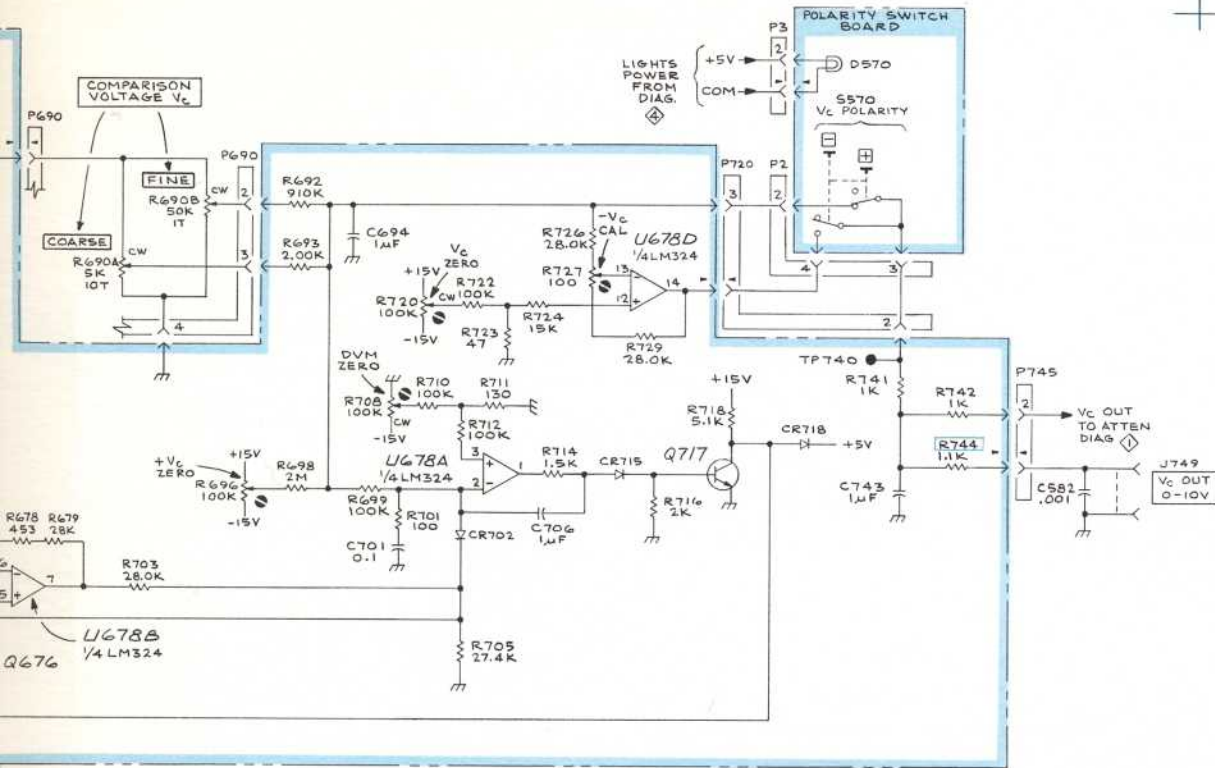 POLARITY SWITCH
BOARD
P3
2
LIGHTS
POWER
FROM
DIAG.
4
+5V
COM
D570
S570
Vc POLARITY
−
+
COMPARISON
VOLTAGE Vc
P690
FINE
COARSE
CW
R690B
50K
1T
CW
R690A
5K
10T
P690
2
3
4
R692
910K
R693
2.00K
C694
1µF
P720
3
P2
2
4
3
2
R726
28.0K
−Vc
CAL
R727
100
U678D
1/4 LM324
13
12
−
+
14
R729
28.0K
Vc
ZERO
+15V
CW
R720
100K
−15V
R722
100K
R723
47
R724
15K
DVM
ZERO
R708
100K
CW
−15V
R710
100K
R711
130
R712
100K
+Vc
ZERO
+15V
R696
100K
−15V
R698
2M
R699
100K
U678A
1/4 LM324
3
2
+
−
1
R701
100
C701
0.1
CR702
C706
1µF
R714
1.5K
CR715
R716
2K
Q717
+15V
R718
5.1K
CR718
+5V
TP740
R741
1K
R742
1K
R744
1.1K
C743
1µF
P745
2
Vc OUT
TO ATTEN
DIAG 1
C582
.001
J749
Vc OUT
0-10V
R678
453
R679
28K
6
5
−
+
7
R703
28.0K
R705
27.4K
U678B
1/4 LM324
Q676